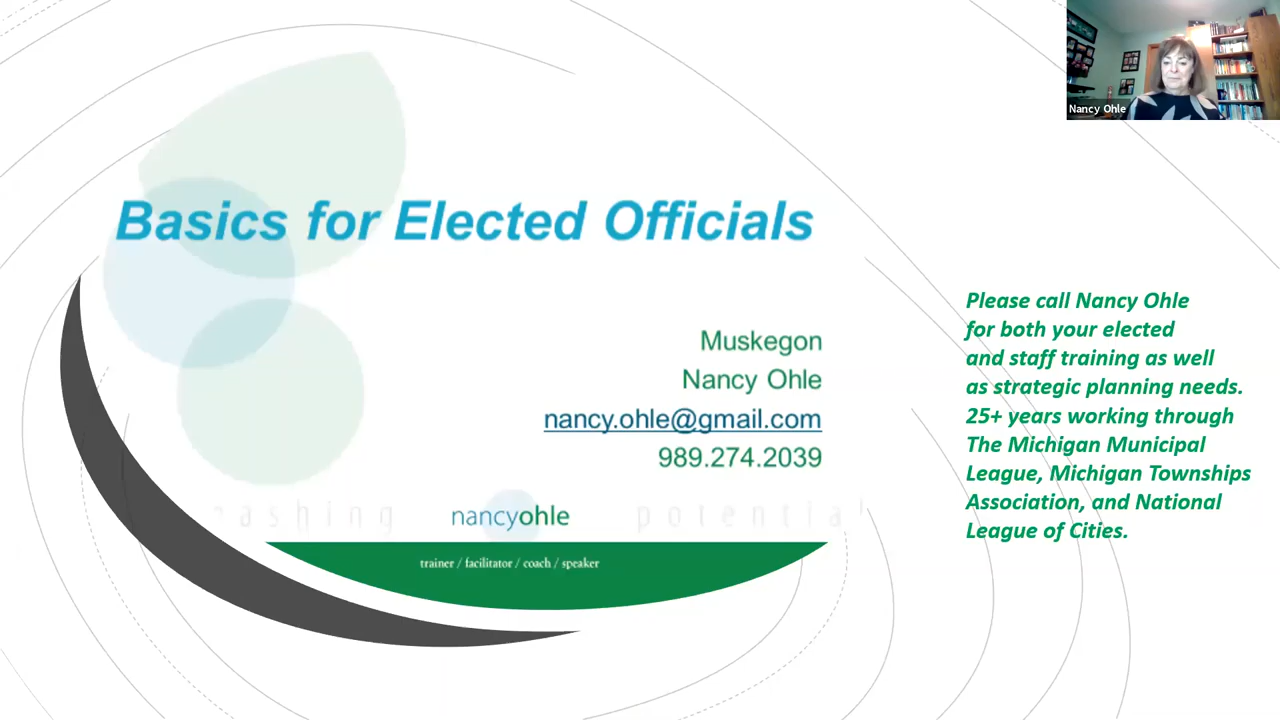 Nancy Ohle
Basics for Elected Officials
Muskegon
Nancy Ohle
nancy.ohle@gmail.com
989.274.2039
nancyohle
potential
trainer / facilitator / coach / speaker
Please call Nancy Ohle
for both your elected
and staff training as well
as strategic planning needs.
25+ years working through
The Michigan Municipal
League, Michigan Townships
Association, and National
League of Cities.